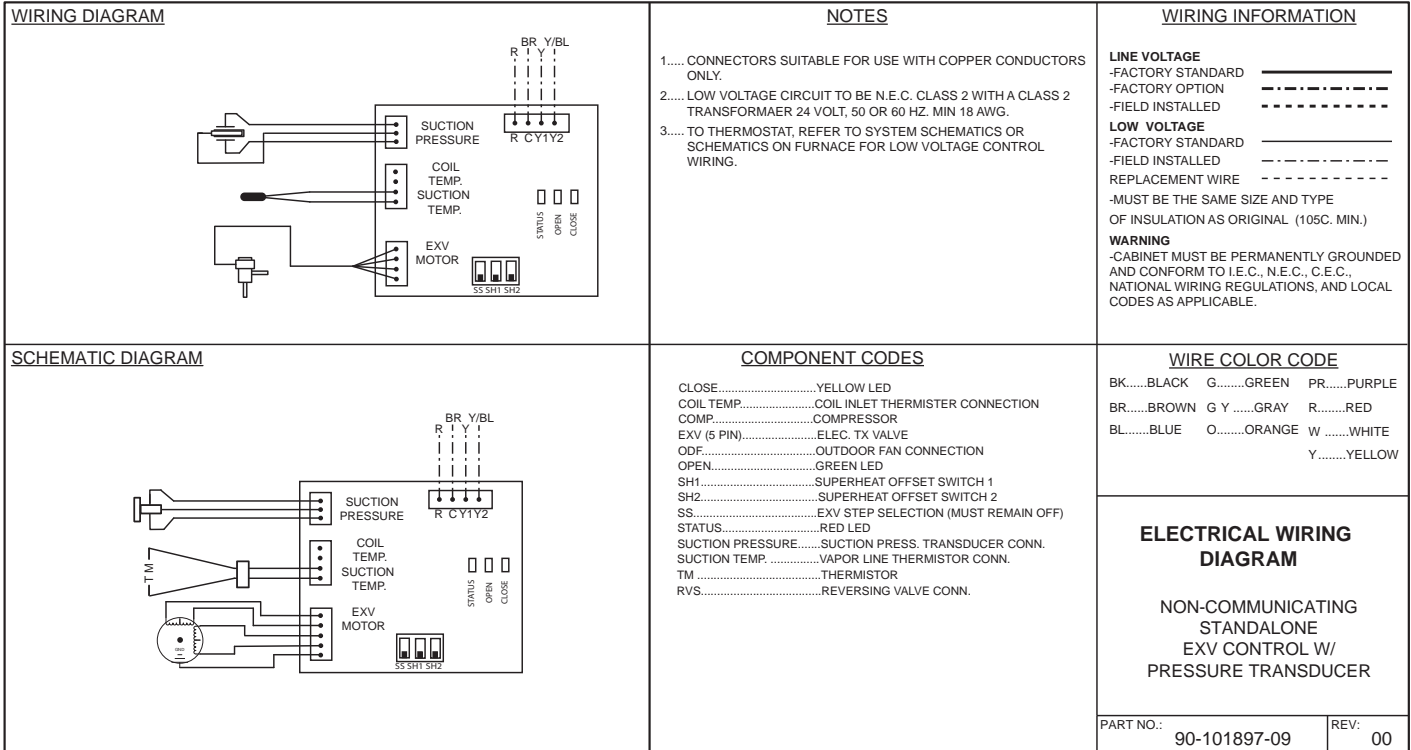 WIRING DIAGRAM
BR Y/BL
R Y
SUCTION
PRESSURE
R C Y1 Y2
COIL
TEMP.
SUCTION
TEMP.
STATUS
OPEN
CLOSE
EXV
MOTOR
SS SH1 SH2
NOTES
1..... CONNECTORS SUITABLE FOR USE WITH COPPER CONDUCTORS
ONLY.
2..... LOW VOLTAGE CIRCUIT TO BE N.E.C. CLASS 2 WITH A CLASS 2
TRANSFORMAER 24 VOLT, 50 OR 60 HZ. MIN 18 AWG.
3..... TO THERMOSTAT, REFER TO SYSTEM SCHEMATICS OR
SCHEMATICS ON FURNACE FOR LOW VOLTAGE CONTROL
WIRING.
WIRING INFORMATION
LINE VOLTAGE
-FACTORY STANDARD
-FACTORY OPTION
-FIELD INSTALLED
LOW VOLTAGE
-FACTORY STANDARD
-FIELD INSTALLED
REPLACEMENT WIRE
-MUST BE THE SAME SIZE AND TYPE
OF INSULATION AS ORIGINAL (105C. MIN.)
WARNING
-CABINET MUST BE PERMANENTLY GROUNDED
AND CONFORM TO I.E.C., N.E.C., C.E.C.,
NATIONAL WIRING REGULATIONS, AND LOCAL
CODES AS APPLICABLE.
SCHEMATIC DIAGRAM
BR Y/BL
R Y
SUCTION
PRESSURE
R C Y1 Y2
COIL
TEMP.
SUCTION
TEMP.
T M
STATUS
OPEN
CLOSE
EXV
MOTOR
GND
SS SH1 SH2
COMPONENT CODES
CLOSE..............................YELLOW LED
COIL TEMP.......................COIL INLET THERMISTER CONNECTION
COMP...............................COMPRESSOR
EXV (5 PIN).......................ELEC. TX VALVE
ODF..................................OUTDOOR FAN CONNECTION
OPEN................................GREEN LED
SH1...................................SUPERHEAT OFFSET SWITCH 1
SH2...................................SUPERHEAT OFFSET SWITCH 2
SS.....................................EXV STEP SELECTION (MUST REMAIN OFF)
STATUS.............................RED LED
SUCTION PRESSURE.......SUCTION PRESS. TRANSDUCER CONN.
SUCTION TEMP. ...............VAPOR LINE THERMISTOR CONN.
TM .....................................THERMISTOR
RVS....................................REVERSING VALVE CONN.
WIRE COLOR CODE
BK......BLACK G........GREEN PR......PURPLE
BR......BROWN G Y ......GRAY R........RED
BL.......BLUE O........ORANGE W .......WHITE
Y........YELLOW
ELECTRICAL WIRING
DIAGRAM
NON-COMMUNICATING
STANDALONE
EXV CONTROL W/
PRESSURE TRANSDUCER
PART NO.: 90-101897-09
REV: 00